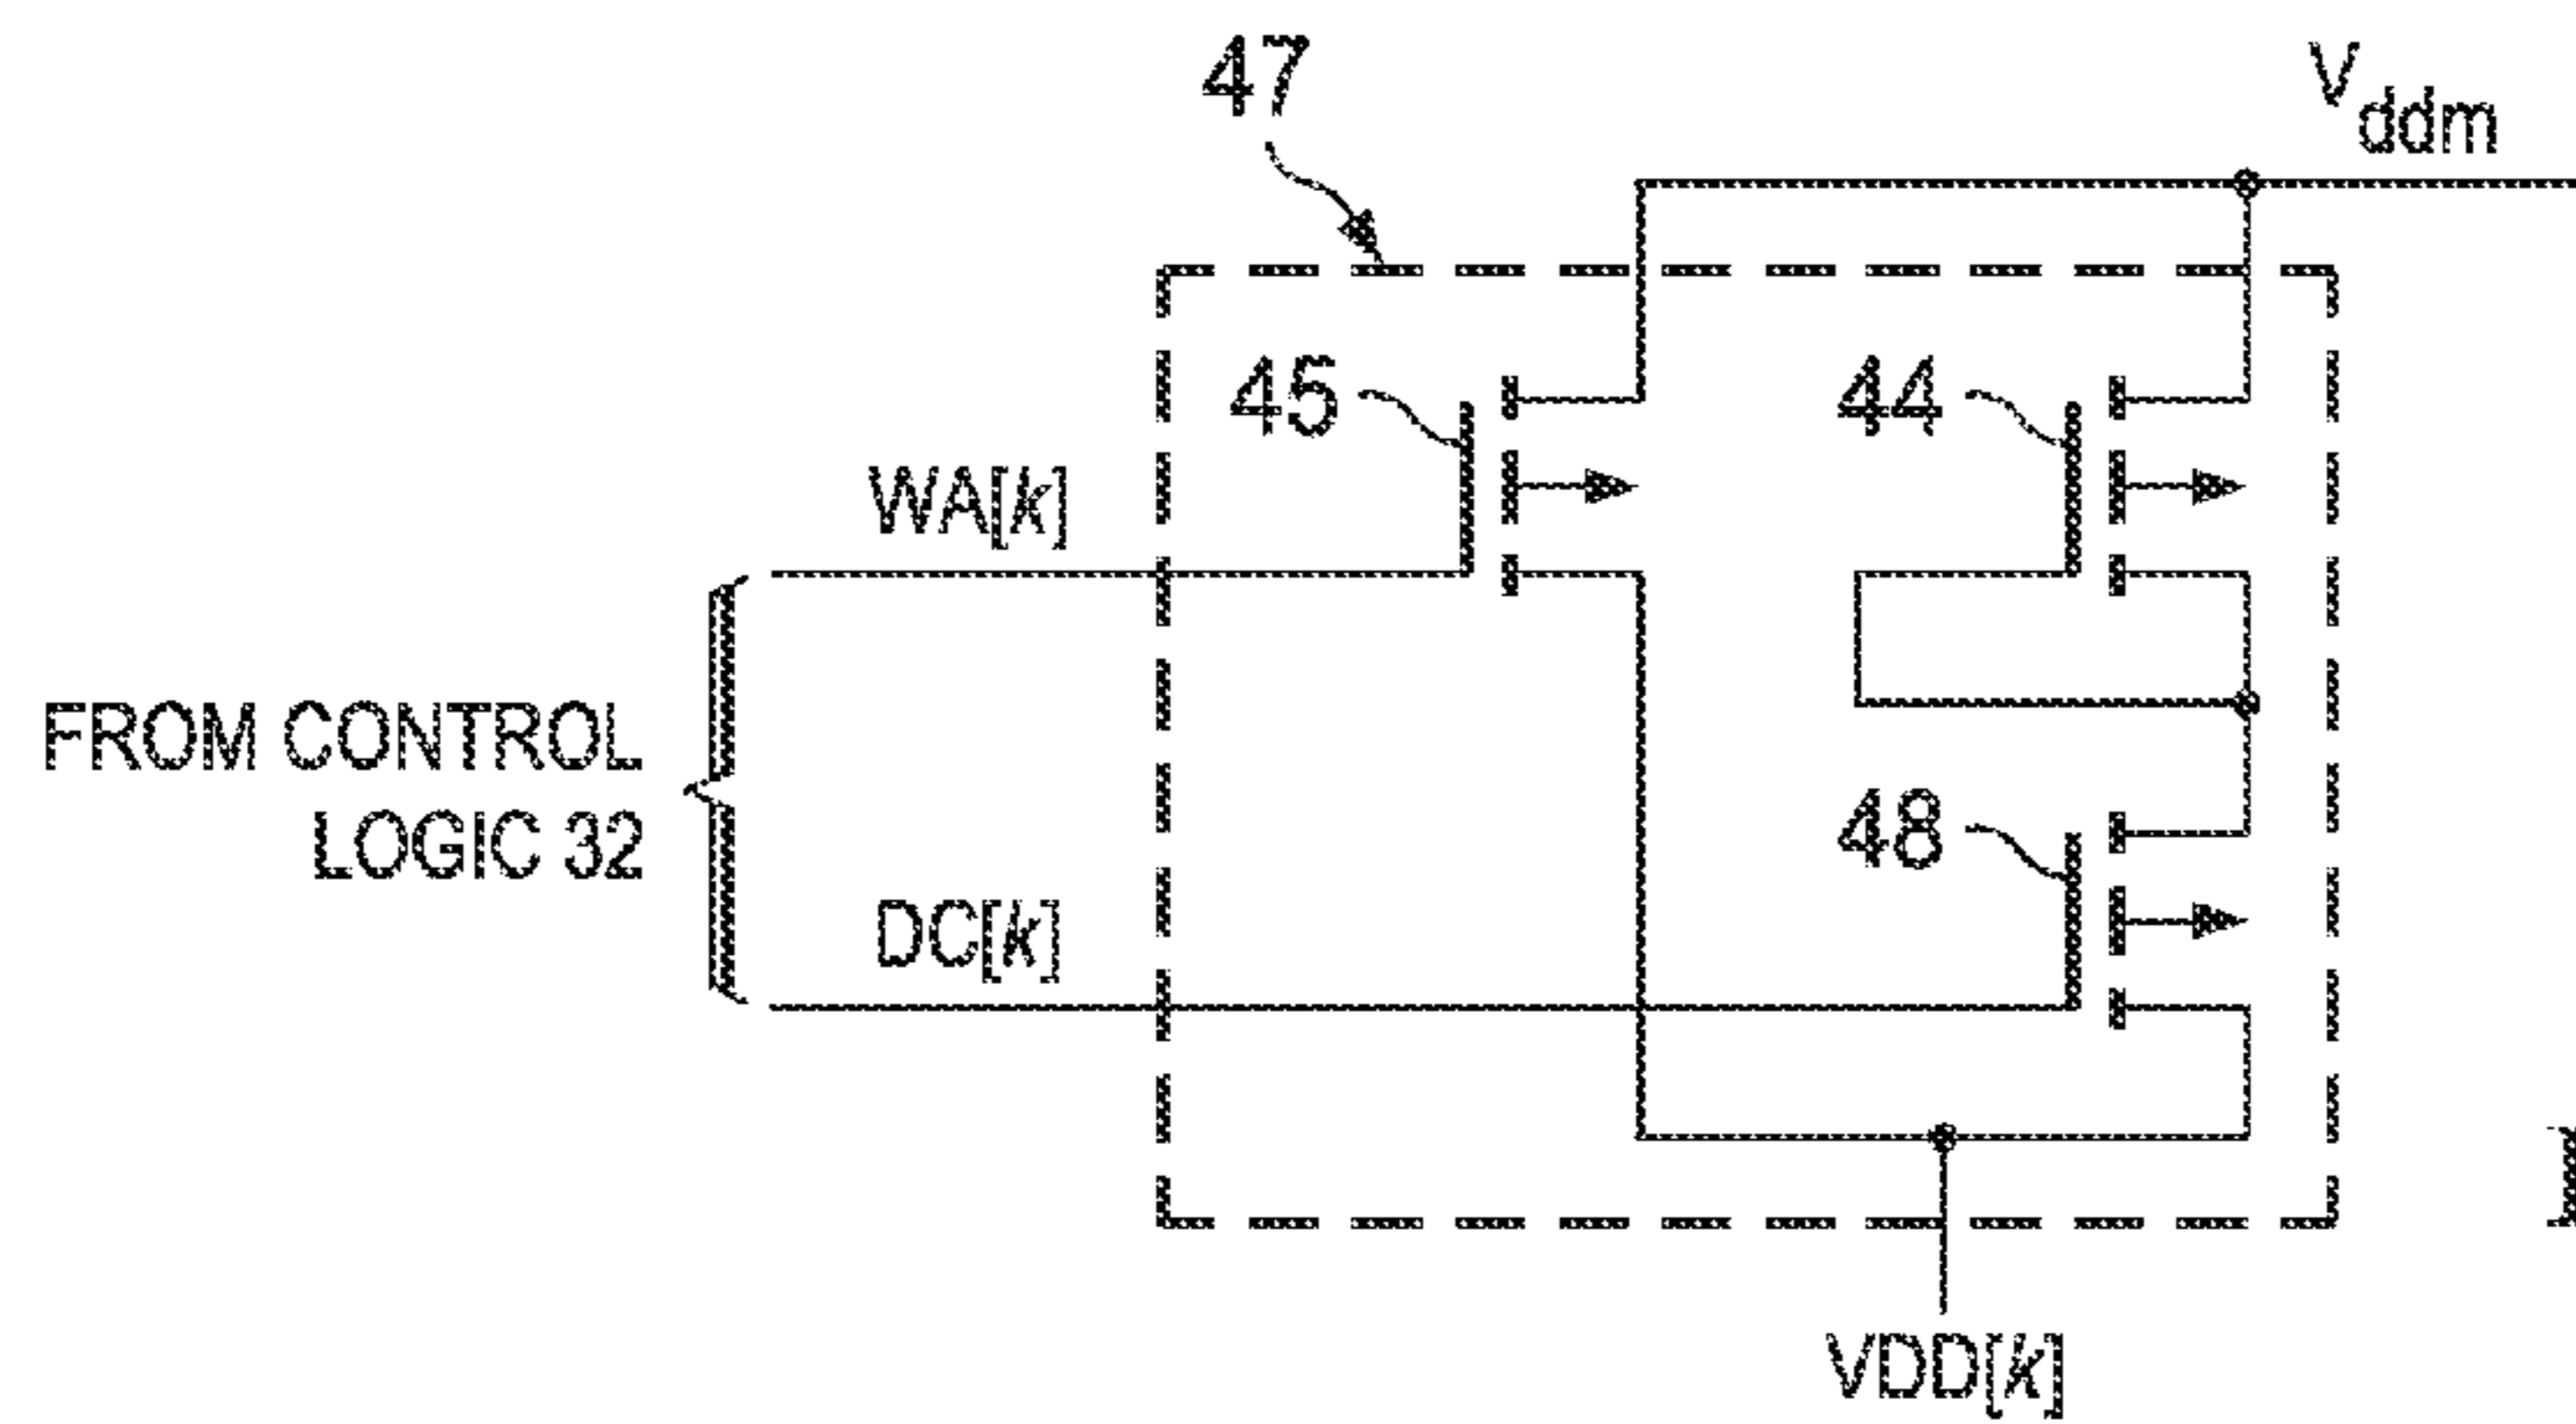 47
Vddm
45
44
WA[k]
FROM CONTROL
LOGIC 32
48
DC[k]
VDD[k]